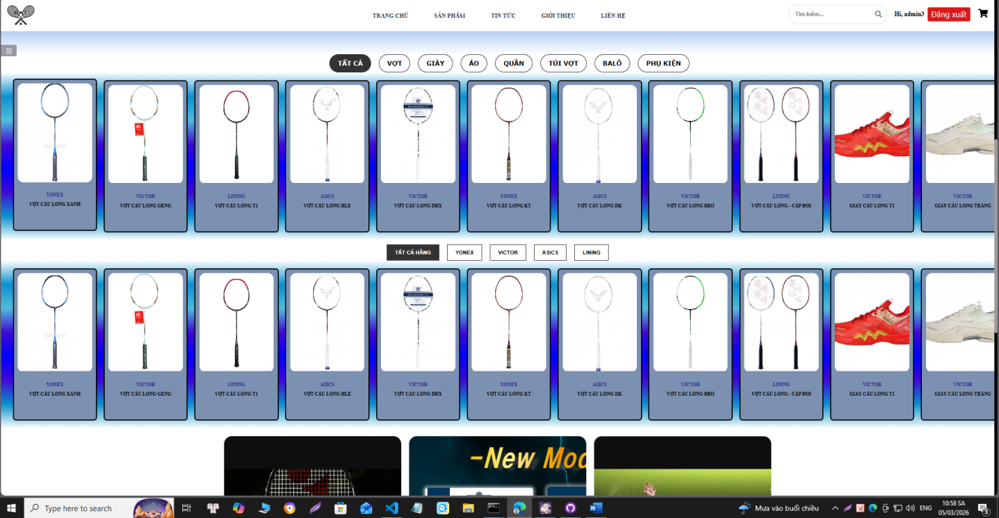 TRANG CHỦ SẢN PHẨM TIN TỨC GIỚI THIỆU LIÊN HỆ Tìm kiếm... Hi, admin3 Đăng xuất
TẤT CẢ VỢT GIÀY ÁO QUẦN TÚI VỢT BALÔ PHỤ KIỆN
YONEX VICTOR LINING ASICS VICTOR YONEX ASICS VICTOR LINING VICTOR VICTOR
VỢT CẦU LONG XANH VỢT CẦU LONG GENG VỢT CẦU LONG T1 VỢT CẦU LONG HLE VỢT CẦU LONG DRX VỢT CẦU LONG KT VỢT CẦU LONG DK VỢT CẦU LONG BRO VỢT CẦU LONG - CẶP ĐOI GIAY CẦU LONG T1 GIAY CẦU LONG TRẮNG
TẤT CẢ HÃNG YONEX VICTOR ASICS LINING
YONEX VICTOR LINING ASICS VICTOR YONEX ASICS VICTOR LINING VICTOR VICTOR
VỢT CẦU LONG XANH VỢT CẦU LONG GENG VỢT CẦU LONG T1 VỢT CẦU LONG HLE VỢT CẦU LONG DRX VỢT CẦU LONG KT VỢT CẦU LONG DK VỢT CẦU LONG BRO VỢT CẦU LONG - CẶP ĐOI GIAY CẦU LONG T1 GIAY CẦU LONG TRẮNG
-New Mod
Type here to search Mưa vào buổi chiều ENG 10:58 SA
05/03/2026 3